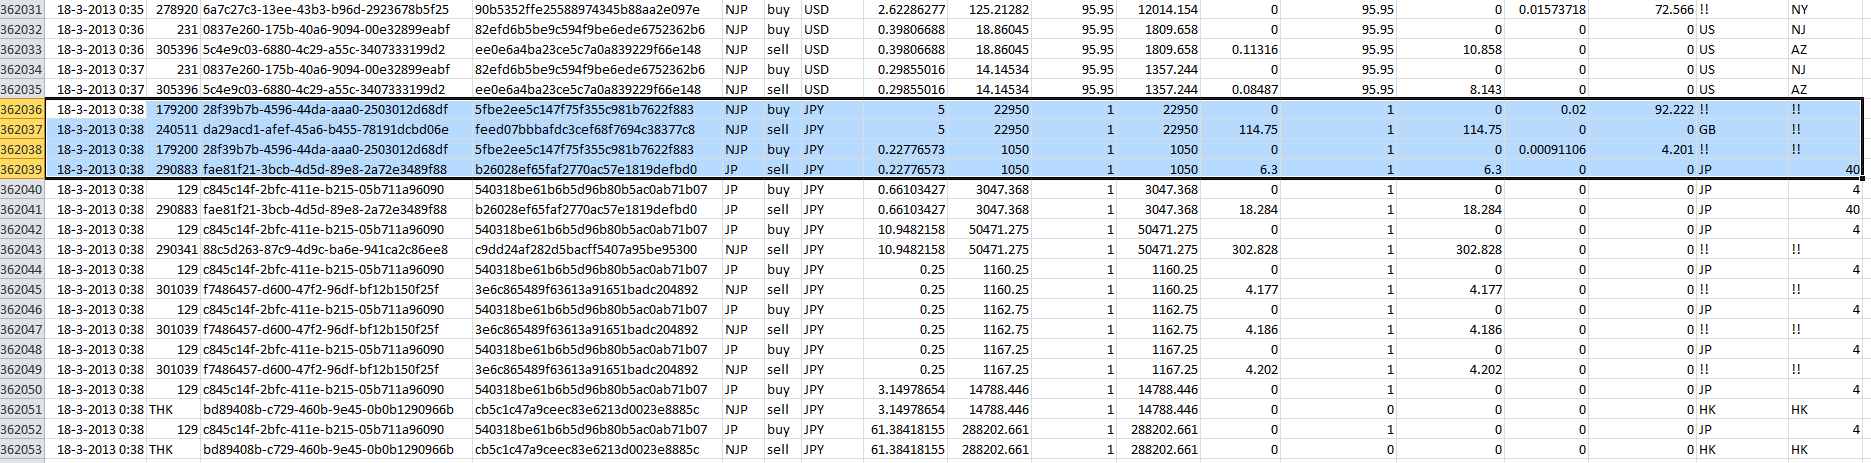 362031 18-3-2013 0:35 278920 6a7c27c3-13ee-43b3-b96d-2923678b5f25 90b5352ffe25588974345b88aa2e097e NJP buy USD 2.62286277 125.21282 95.95 12014.154 0 95.95 0 0.01573718 72.566 !! NY
362032 18-3-2013 0:36 231 0837e260-175b-40a6-9094-00e32899eabf 82efd6b5be9c594f9be6ede6752362b6 NJP buy USD 0.39806688 18.86045 95.95 1809.658 0 95.95 0 0 0 US NJ
362033 18-3-2013 0:36 305396 5c4e9c03-6880-4c29-a55c-3407333199d2 ee0e6a4ba23ce5c7a0a839229f66e148 NJP sell USD 0.39806688 18.86045 95.95 1809.658 0.11316 95.95 10.858 0 0 US AZ
362034 18-3-2013 0:37 231 0837e260-175b-40a6-9094-00e32899eabf 82efd6b5be9c594f9be6ede6752362b6 NJP buy USD 0.29855016 14.14534 95.95 1357.244 0 95.95 0 0 0 US NJ
362035 18-3-2013 0:37 305396 5c4e9c03-6880-4c29-a55c-3407333199d2 ee0e6a4ba23ce5c7a0a839229f66e148 NJP sell USD 0.29855016 14.14534 95.95 1357.244 0.08487 95.95 8.143 0 0 US AZ
362036 18-3-2013 0:38 179200 28f39b7b-4596-44da-aaa0-2503012d68df 5fbe2ee5c147f75f355c981b7622f883 NJP buy JPY 5 22950 1 22950 0 1 0 0.02 92.222 !! !!
362037 18-3-2013 0:38 240511 da29acd1-afef-45a6-b455-78191dcbd06e feed07bbbafdc3cef68f7694c38377c8 NJP sell JPY 5 22950 1 22950 114.75 1 114.75 0 0 GB !!
362038 18-3-2013 0:38 179200 28f39b7b-4596-44da-aaa0-2503012d68df 5fbe2ee5c147f75f355c981b7622f883 NJP buy JPY 0.22776573 1050 1 1050 0 1 0 0.00091106 4.201 !! !!
362039 18-3-2013 0:38 290883 fae81f21-3bcb-4d5d-89e8-2a72e3489f88 b26028ef65faf2770ac57e1819defbd0 JP sell JPY 0.22776573 1050 1 1050 6.3 1 6.3 0 0 JP 40
362040 18-3-2013 0:38 129 c845c14f-2bfc-411e-b215-05b711a96090 540318be61b6b5d96b80b5ac0ab71b07 JP buy JPY 0.66103427 3047.368 1 3047.368 0 1 0 0 0 JP 4
362041 18-3-2013 0:38 290883 fae81f21-3bcb-4d5d-89e8-2a72e3489f88 b26028ef65faf2770ac57e1819defbd0 JP sell JPY 0.66103427 3047.368 1 3047.368 18.284 1 18.284 0 0 JP 40
362042 18-3-2013 0:38 129 c845c14f-2bfc-411e-b215-05b711a96090 540318be61b6b5d96b80b5ac0ab71b07 JP buy JPY 10.9482158 50471.275 1 50471.275 0 1 0 0 0 JP 4
362043 18-3-2013 0:38 290341 88c5d263-87c9-4d9c-ba6e-941ca2c86ee8 c9dd24af282d5bacff5407a95be95300 NJP sell JPY 10.9482158 50471.275 1 50471.275 302.828 1 302.828 0 0 !! !!
362044 18-3-2013 0:38 129 c845c14f-2bfc-411e-b215-05b711a96090 540318be61b6b5d96b80b5ac0ab71b07 JP buy JPY 0.25 1160.25 1 1160.25 0 1 0 0 0 JP 4
362045 18-3-2013 0:38 301039 f7486457-d600-47f2-96df-bf12b150f25f 3e6c865489f63613a91651badc204892 NJP sell JPY 0.25 1160.25 1 1160.25 4.177 1 4.177 0 0 !! !!
362046 18-3-2013 0:38 129 c845c14f-2bfc-411e-b215-05b711a96090 540318be61b6b5d96b80b5ac0ab71b07 JP buy JPY 0.25 1162.75 1 1162.75 0 1 0 0 0 JP 4
362047 18-3-2013 0:38 301039 f7486457-d600-47f2-96df-bf12b150f25f 3e6c865489f63613a91651badc204892 NJP sell JPY 0.25 1162.75 1 1162.75 4.186 1 4.186 0 0 !! !!
362048 18-3-2013 0:38 129 c845c14f-2bfc-411e-b215-05b711a96090 540318be61b6b5d96b80b5ac0ab71b07 JP buy JPY 0.25 1167.25 1 1167.25 0 1 0 0 0 JP 4
362049 18-3-2013 0:38 301039 f7486457-d600-47f2-96df-bf12b150f25f 3e6c865489f63613a91651badc204892 NJP sell JPY 0.25 1167.25 1 1167.25 4.202 1 4.202 0 0 !! !!
362050 18-3-2013 0:38 129 c845c14f-2bfc-411e-b215-05b711a96090 540318be61b6b5d96b80b5ac0ab71b07 JP buy JPY 3.14978654 14788.446 1 14788.446 0 1 0 0 0 JP 4
362051 18-3-2013 0:38 THK bd89408b-c729-460b-9e45-0b0b1290966b cb5c1c47a9ceec83e6213d0023e8885c NJP sell JPY 3.14978654 14788.446 1 14788.446 0 0 0 0 0 HK HK
362052 18-3-2013 0:38 129 c845c14f-2bfc-411e-b215-05b711a96090 540318be61b6b5d96b80b5ac0ab71b07 JP buy JPY 61.38418155 288202.661 1 288202.661 0 1 0 0 0 JP 4
362053 18-3-2013 0:38 THK bd89408b-c729-460b-9e45-0b0b1290966b cb5c1c47a9ceec83e6213d0023e8885c NJP sell JPY 61.38418155 288202.661 1 288202.661 0 0 0 0 0 HK HK